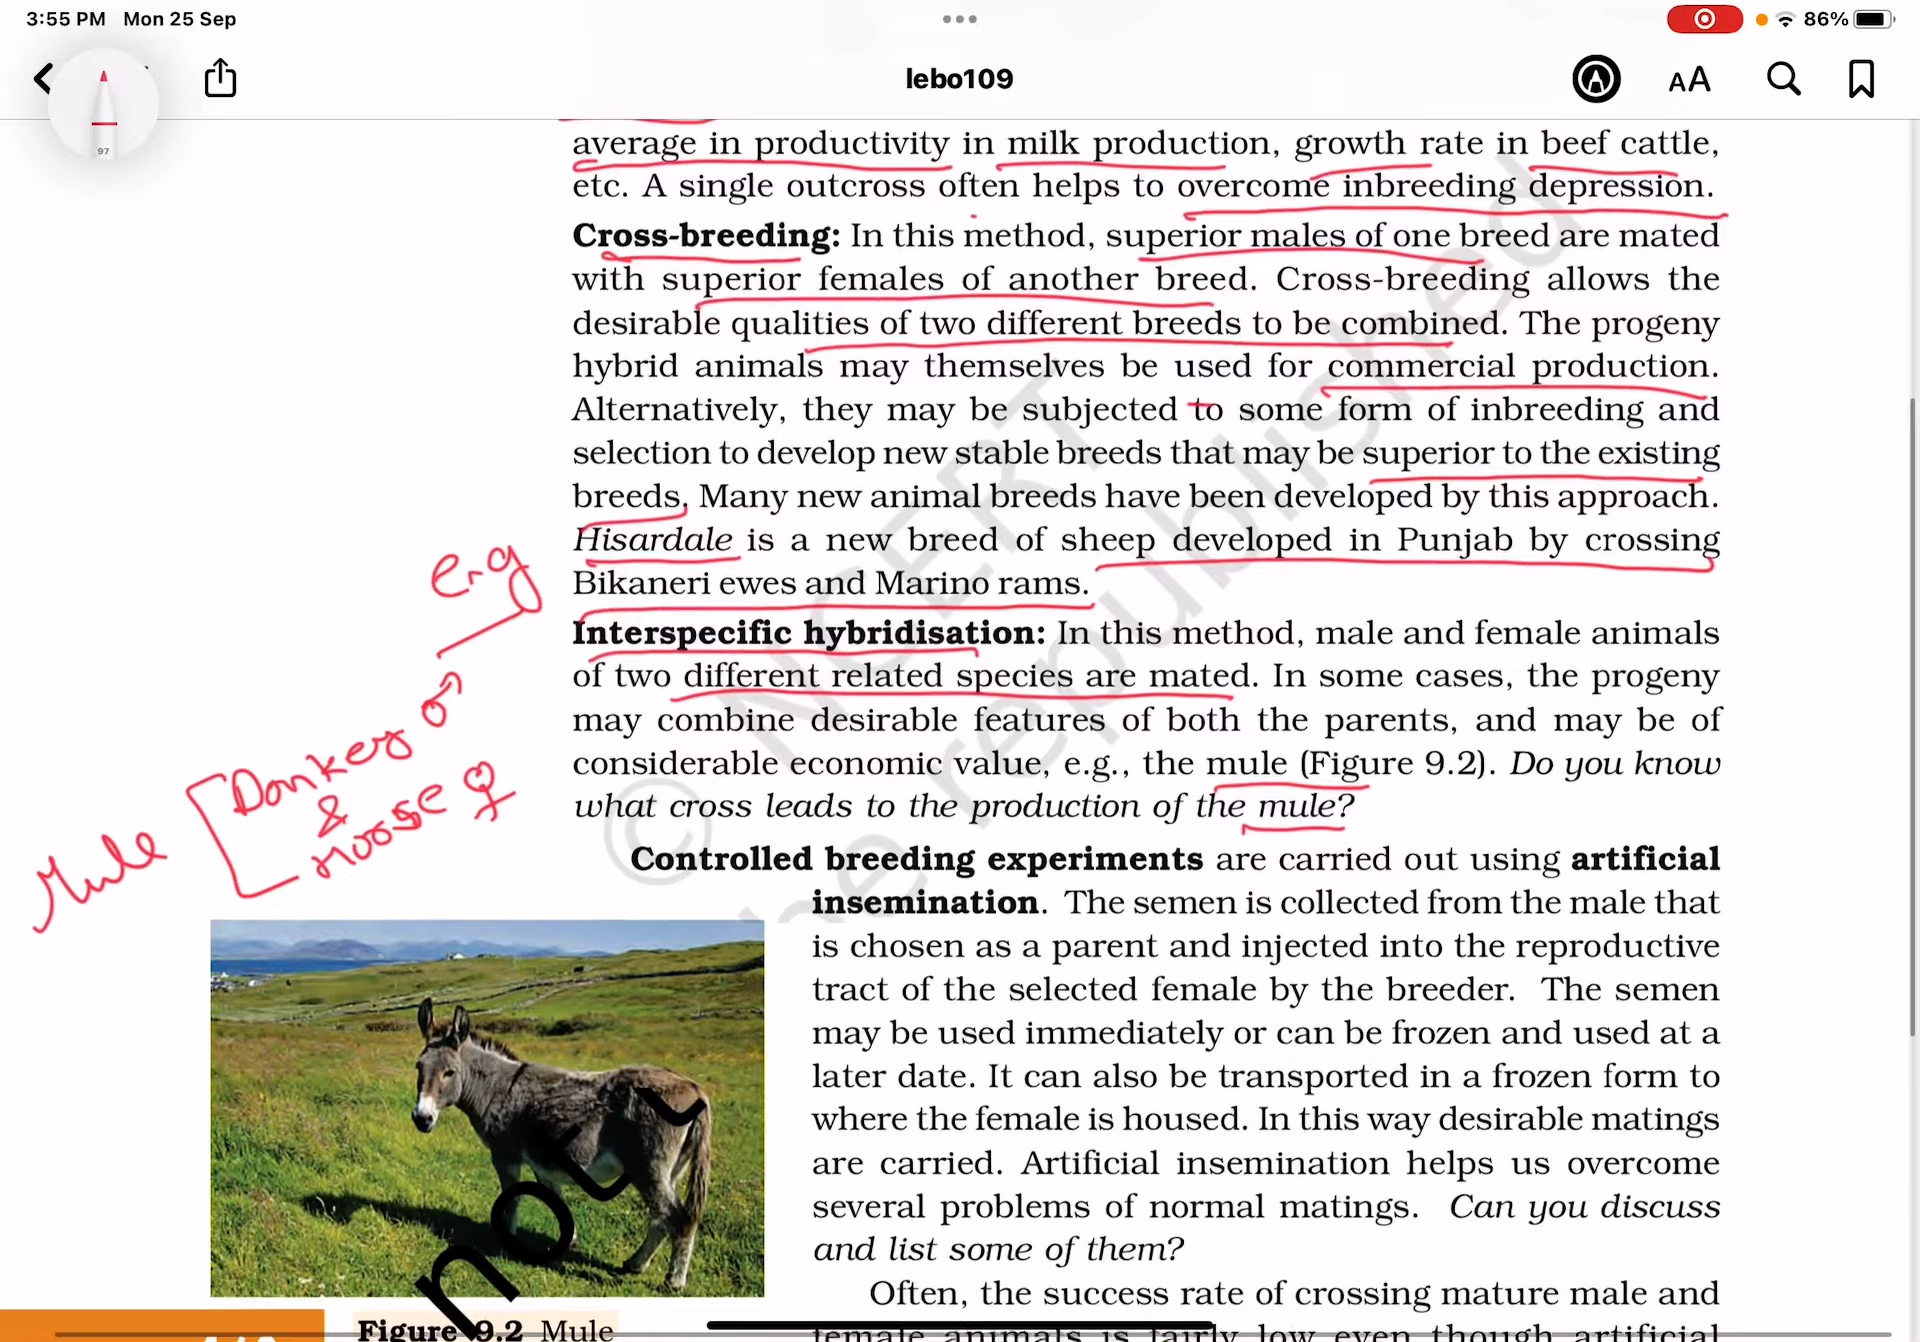 3:55 PM Mon 25 Sep
86%
lebo109
AA
97
average in productivity in milk production, growth rate in beef cattle,
etc. A single outcross often helps to overcome inbreeding depression.
Cross-breeding: In this method, superior males of one breed are mated
with superior females of another breed. Cross-breeding allows the
desirable qualities of two different breeds to be combined. The progeny
hybrid animals may themselves be used for commercial production.
Alternatively, they may be subjected to some form of inbreeding and
selection to develop new stable breeds that may be superior to the existing
breeds. Many new animal breeds have been developed by this approach.
Hisardale is a new breed of sheep developed in Punjab by crossing
Bikaneri ewes and Marino rams.
Interspecific hybridisation: In this method, male and female animals
of two different related species are mated. In some cases, the progeny
may combine desirable features of both the parents, and may be of
considerable economic value, e.g., the mule (Figure 9.2). Do you know
what cross leads to the production of the mule?
e.g
Mule
Donkey ♂
&
Hoorse ♀
Controlled breeding experiments are carried out using artificial
insemination. The semen is collected from the male that
is chosen as a parent and injected into the reproductive
tract of the selected female by the breeder. The semen
may be used immediately or can be frozen and used at a
later date. It can also be transported in a frozen form to
where the female is housed. In this way desirable matings
are carried. Artificial insemination helps us overcome
several problems of normal matings. Can you discuss
and list some of them?
Often, the success rate of crossing mature male and
female animals is fairly low even though artificial
Figure 9.2 Mule
© NCERT
not
republished